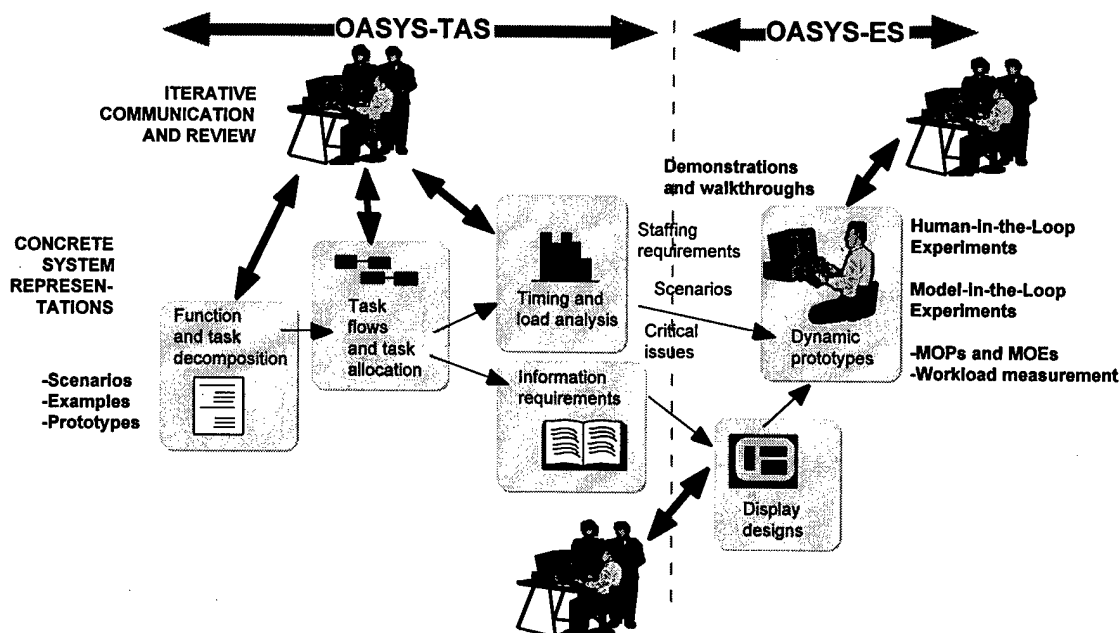 OASYS-TAS
OASYS-ES
ITERATIVE
COMMUNICATION
AND REVIEW
CONCRETE
SYSTEM
REPRESEN-
TATIONS
-Scenarios
-Examples
-Prototypes
Function and task
decomposition
Task
flows
and task
allocation
Timing and
load analysis
Information
requirements
Staffing
requirements
Scenarios
Critical
issues
Demonstrations
and walkthroughs
Dynamic
prototypes
Display
designs
Human-in-the-Loop
Experiments
Model-in-the-Loop
Experiments
-MOPs and MOEs
-Workload measurement